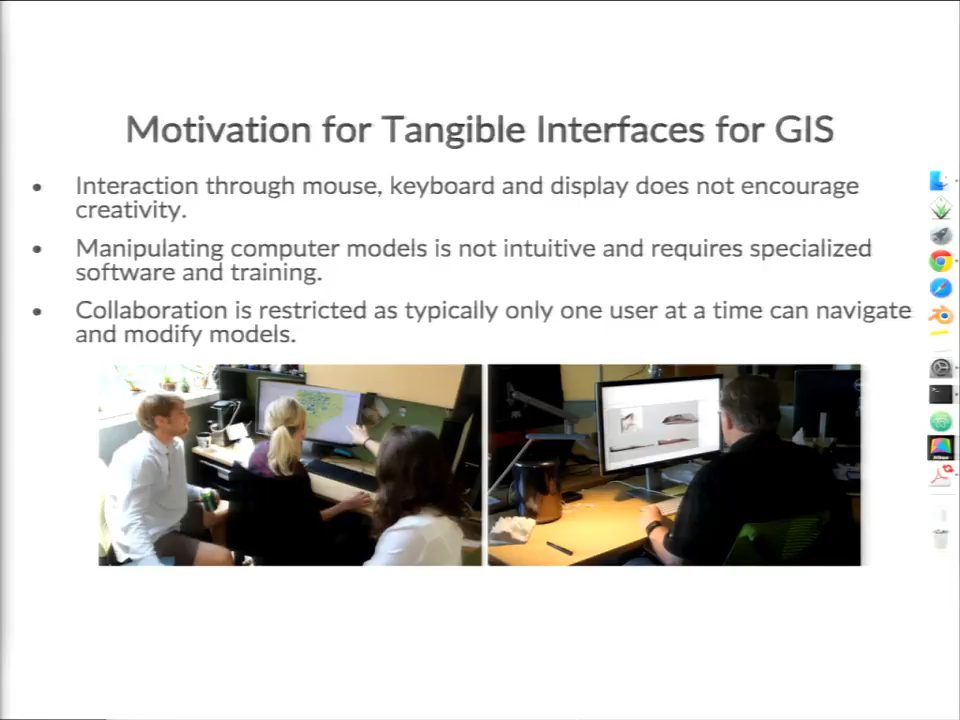 Motivation for Tangible Interfaces for GIS
• Interaction through mouse, keyboard and display does not encourage
creativity.
• Manipulating computer models is not intuitive and requires specialized
software and training.
• Collaboration is restricted as typically only one user at a time can navigate
and modify models.